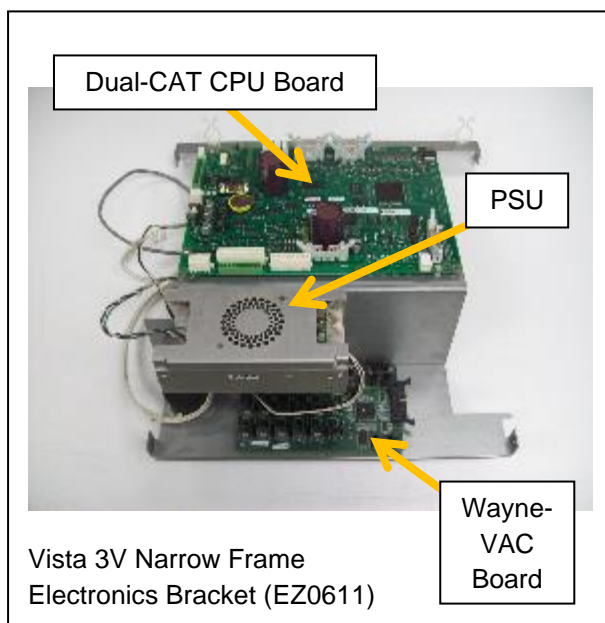 Dual-CAT CPU Board
PSU
Wayne-
VAC
Board
Vista 3V Narrow Frame
Electronics Bracket (EZ0611)